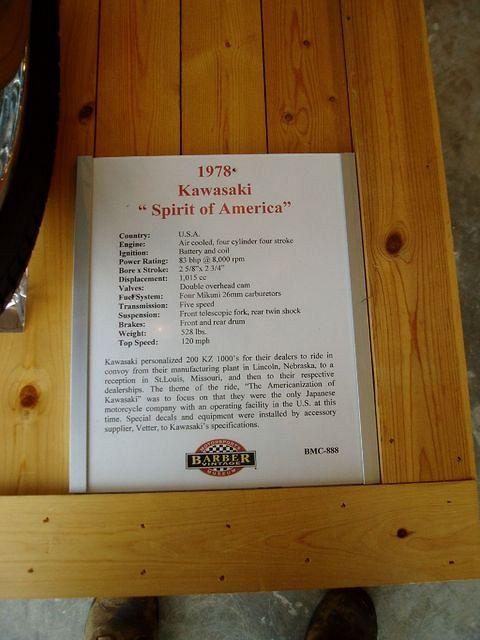 1978
Kawasaki
“ Spirit of America”
Country: U.S.A.
Engine: Air cooled, four cylinder four stroke
Ignition: Battery and coil
Power Rating: 83 bhp @ 8,000 rpm
Bore x Stroke: 2 5/8"x 2 3/4"
Displacement: 1,015 cc
Valves: Double overhead cam
Fuel System: Four Mikuni 26mm carburetors
Transmission: Five speed
Suspension: Front telescopic fork, rear twin shock
Brakes: Front and rear drum
Weight: 528 lbs.
Top Speed: 120 mph
Kawasaki personalized 200 KZ 1000's for their dealers to ride in
convoy from their manufacturing plant in Lincoln, Nebraska, to a
reception in St.Louis, Missouri, and then to their respective
dealerships. The theme of the ride, "The Americanization of
Kawasaki" was to focus on that they were the only Japanese
motorcycle company with an operating facility in the U.S. at this
time. Special decals and equipment were installed by accessory
supplier, Vetter, to Kawasaki's specifications.
MOTORSPORTS
BARBER
VINTAGE
MUSEUM
BMC-888